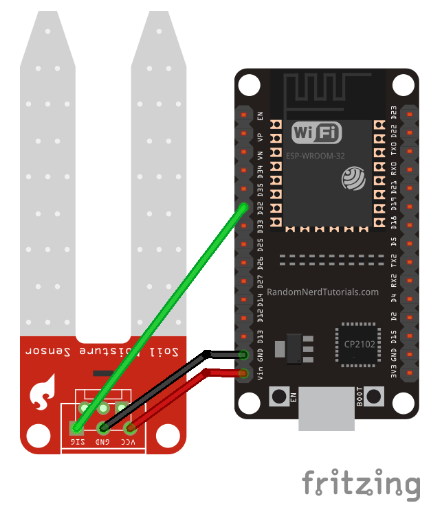 EN
VP
VN
D34
D35
D32
D33
D25
D26
D27
D14
D12
D13
GND
Vin
D23
D22
TX0
RX0
D21
D19
D18
D5
TX2
RX2
D4
D2
D15
GND
3V3
WiFi
ESP-WROOM-32
RandomNerdTutorials.com
CP2102
EN
BOOT
Soil Moisture
Sensor
SIG
GND
VCC
fritzing